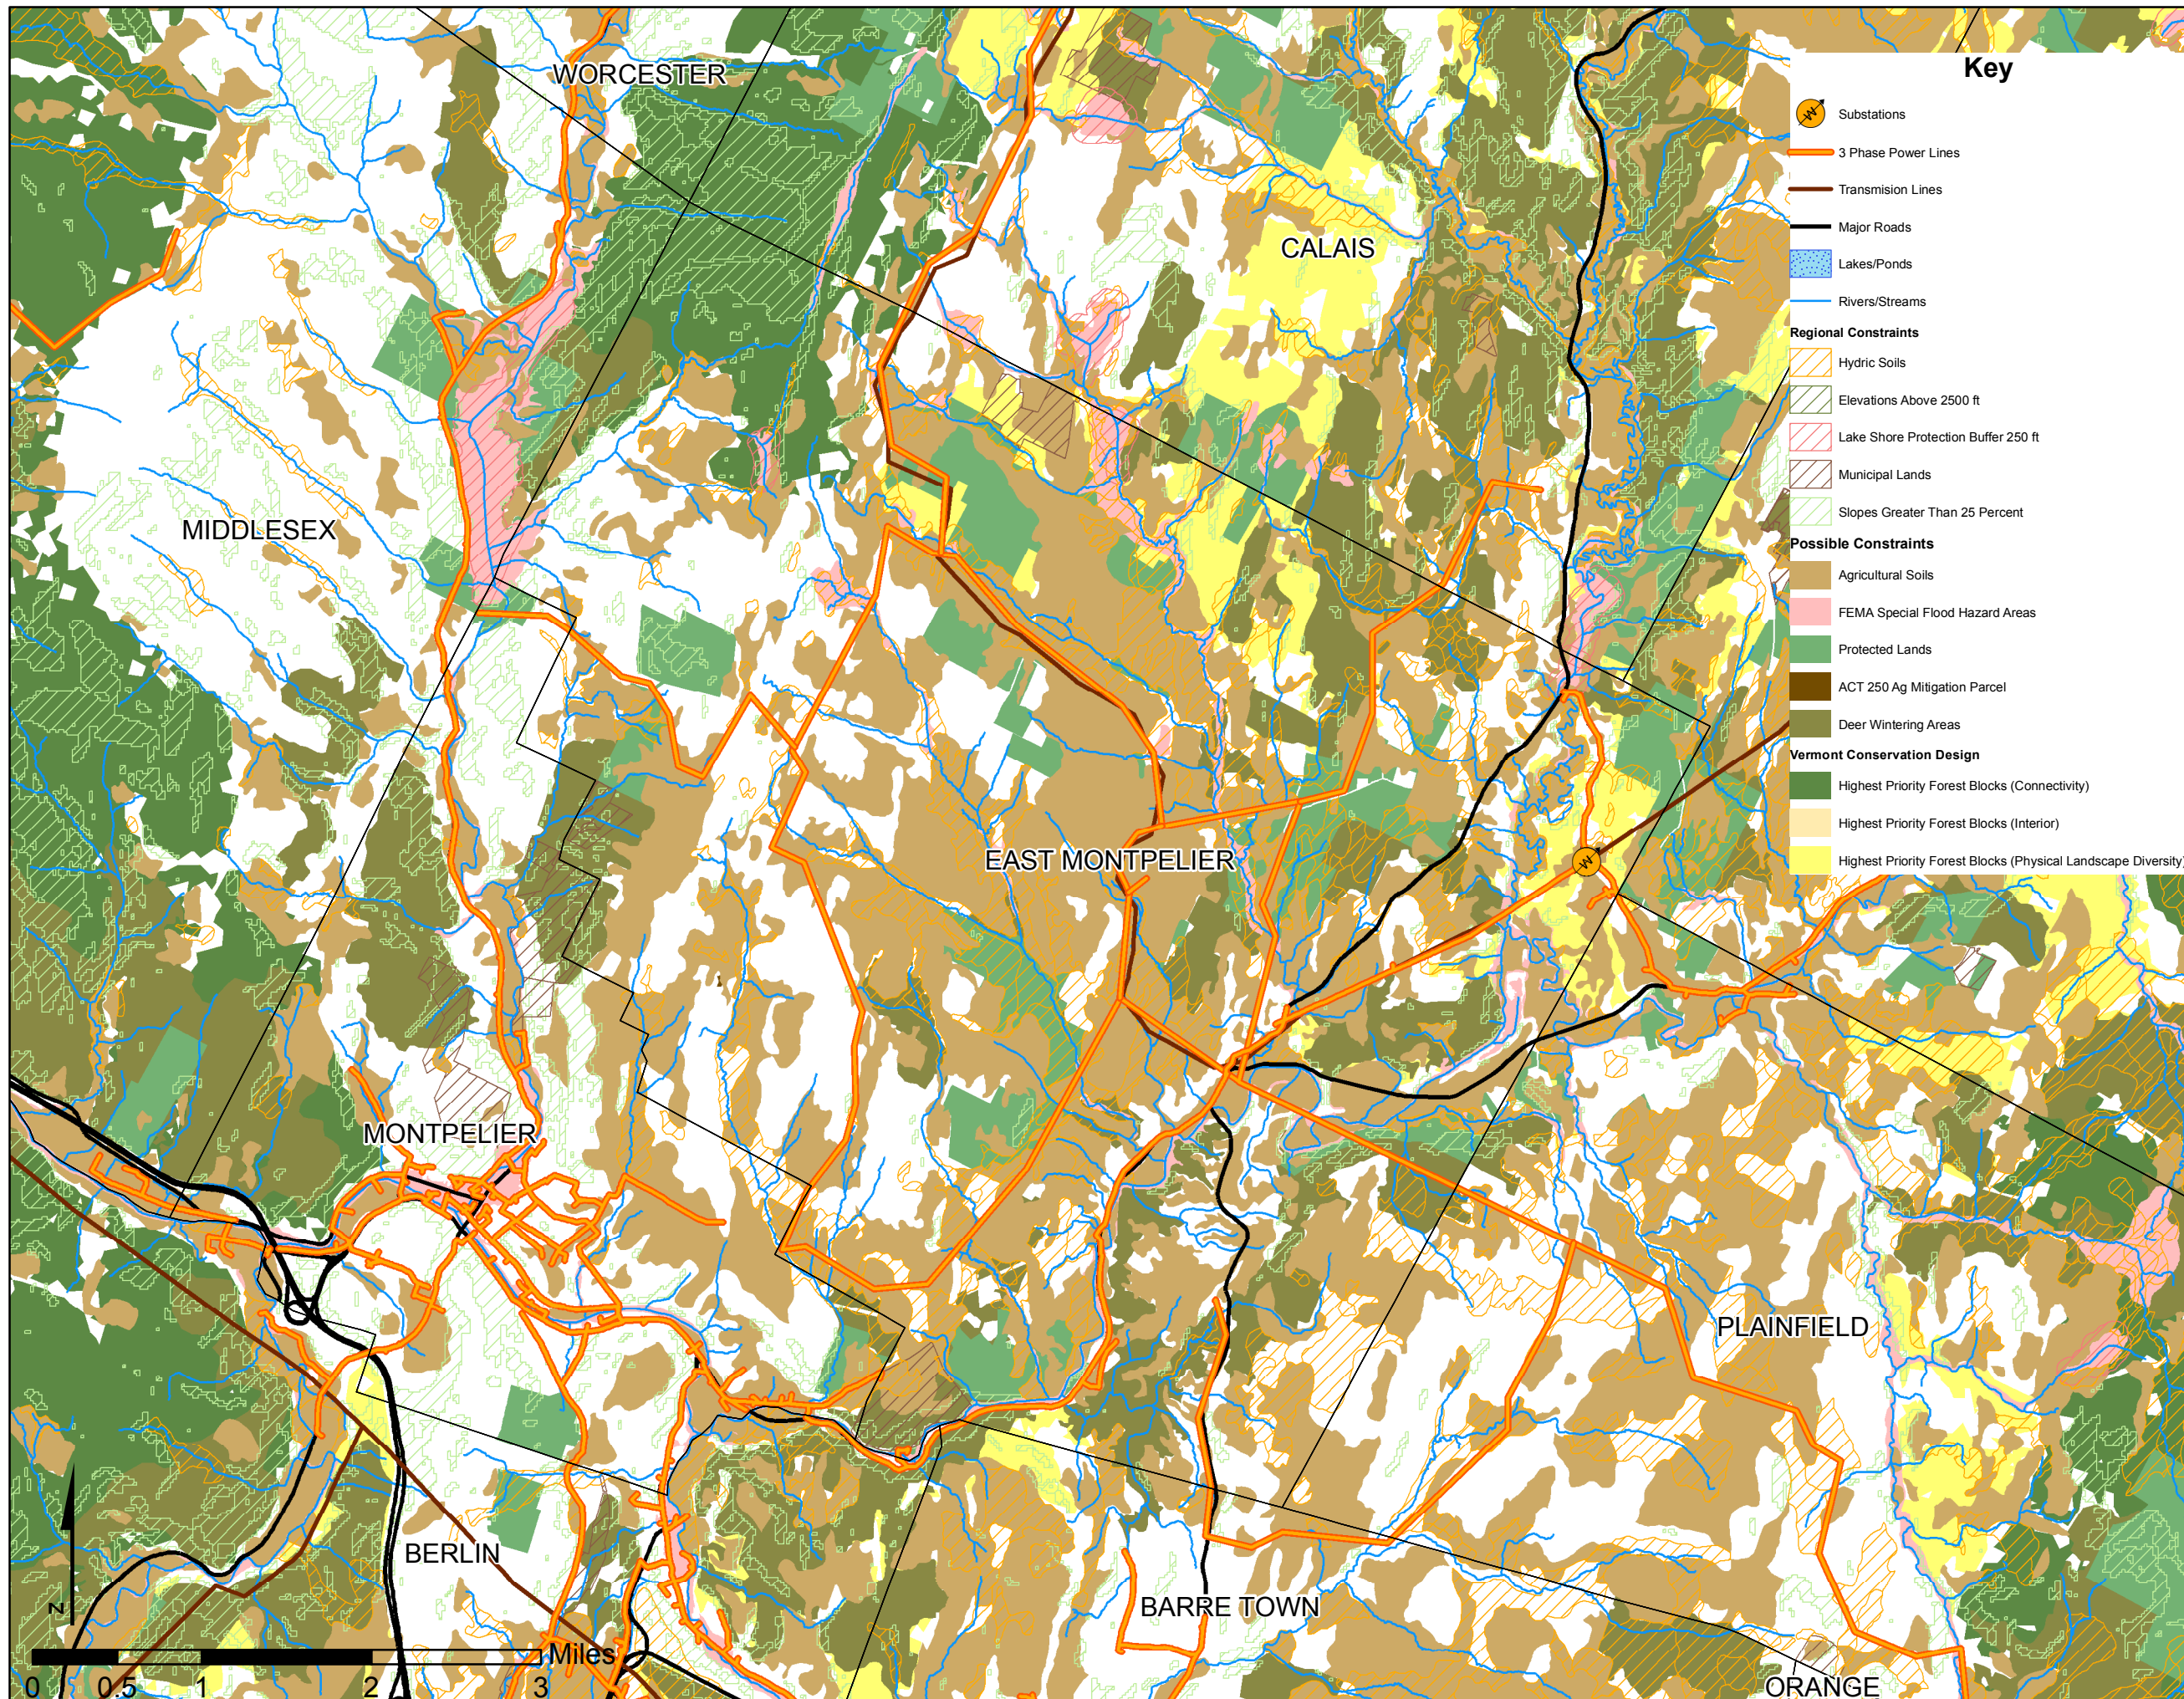 WORCESTER
CALAIS
MIDDLESEX
EAST MONTPELIER
MONTPELIER
PLAINFIELD
BERLIN
BARRE TOWN
ORANGE
Key
W
Substations
3 Phase Power Lines
Transmision Lines
Major Roads
Lakes/Ponds
Rivers/Streams
Regional Constraints
Hydric Soils
Elevations Above 2500 ft
Lake Shore Protection Buffer 250 ft
Municipal Lands
Slopes Greater Than 25 Percent
Possible Constraints
Agricultural Soils
FEMA Special Flood Hazard Areas
Protected Lands
ACT 250 Ag Mitigation Parcel
Deer Wintering Areas
Vermont Conservation Design
Highest Priority Forest Blocks (Connectivity)
Highest Priority Forest Blocks (Interior)
Highest Priority Forest Blocks (Physical Landscape Diversity)
W
N
Miles
0 0.5 1 2 3